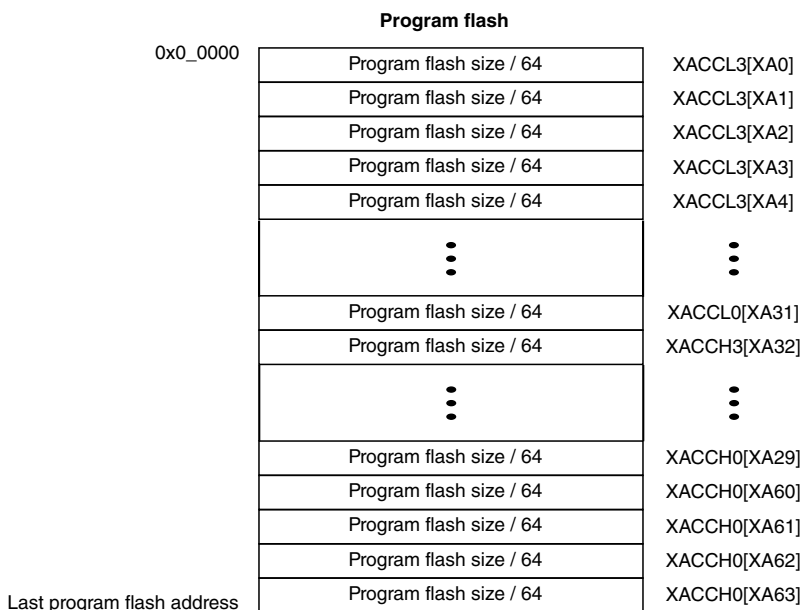 Program flash
0x0_0000
Program flash size / 64 XACCL3[XA0]
Program flash size / 64 XACCL3[XA1]
Program flash size / 64 XACCL3[XA2]
Program flash size / 64 XACCL3[XA3]
Program flash size / 64 XACCL3[XA4]
Program flash size / 64 XACCL0[XA31]
Program flash size / 64 XACCH3[XA32]
Program flash size / 64 XACCH0[XA29]
Program flash size / 64 XACCH0[XA60]
Program flash size / 64 XACCH0[XA61]
Program flash size / 64 XACCH0[XA62]
Program flash size / 64 XACCH0[XA63]
Last program flash address